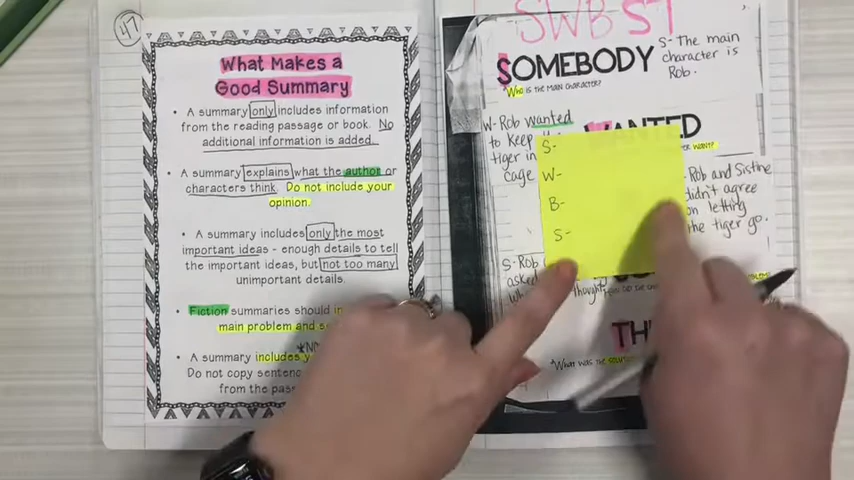 47
What Makes a
Good Summary
• A summary only includes information
from the reading passage or book. No
additional information is added.
• A summary explains what the author or
characters think. Do not include your
opinion.
• A summary includes only the most
important ideas - enough details to tell
the important ideas, but not too many
unimportant details.
• Fiction summaries should
main problem and
• A summary includes
Do not copy
from the
SWBST
SOMEBODY
Who is the main character?
S- The main
character is
Rob.
WANTED
W- Rob wanted
to keep
tiger in
cage
S-
W-
B-
S-
Rob and Sistine
didn't agree
on letting
the tiger go.
S- Rob
asked
Thought
What was the